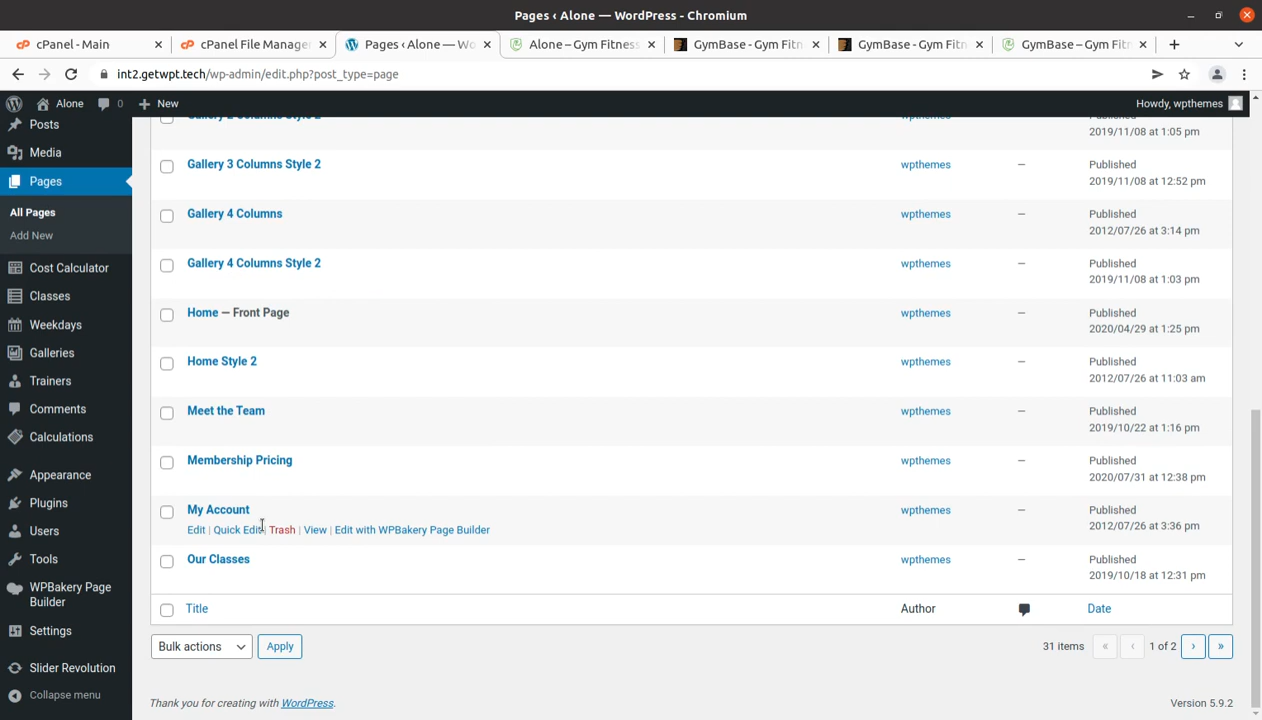 Pages ‹ Alone — WordPress - Chromium
cPanel - Main
cPanel File Manage
Pages ‹ Alone — Wo
Alone – Gym Fitness
GymBase - Gym Fitn
GymBase - Gym Fitn
GymBase – Gym Fit
int2.getwpt.tech/wp-admin/edit.php?post_type=page
Alone
0
New
Howdy, wpthemes
Posts
Media
Pages
All Pages
Add New
Cost Calculator
Classes
Weekdays
Galleries
Trainers
Comments
Calculations
Appearance
Plugins
Users
Tools
WPBakery Page
Builder
Settings
Slider Revolution
Collapse menu
Gallery 2 Columns Style 2
wpthemes
—
Published
2019/11/08 at 1:05 pm
Gallery 3 Columns Style 2
wpthemes
—
Published
2019/11/08 at 12:52 pm
Gallery 4 Columns
wpthemes
—
Published
2012/07/26 at 3:14 pm
Gallery 4 Columns Style 2
wpthemes
—
Published
2019/11/08 at 1:03 pm
Home — Front Page
wpthemes
—
Published
2020/04/29 at 1:25 pm
Home Style 2
wpthemes
—
Published
2012/07/26 at 11:03 am
Meet the Team
wpthemes
—
Published
2019/10/22 at 1:16 pm
Membership Pricing
wpthemes
—
Published
2020/07/31 at 12:38 pm
My Account
Edit | Quick Edit | Trash | View | Edit with WPBakery Page Builder
wpthemes
—
Published
2012/07/26 at 3:36 pm
Our Classes
wpthemes
—
Published
2019/10/18 at 12:31 pm
Title
Author
Date
Bulk actions
Apply
31 items
«
‹
1 of 2
›
»
Thank you for creating with WordPress.
Version 5.9.2